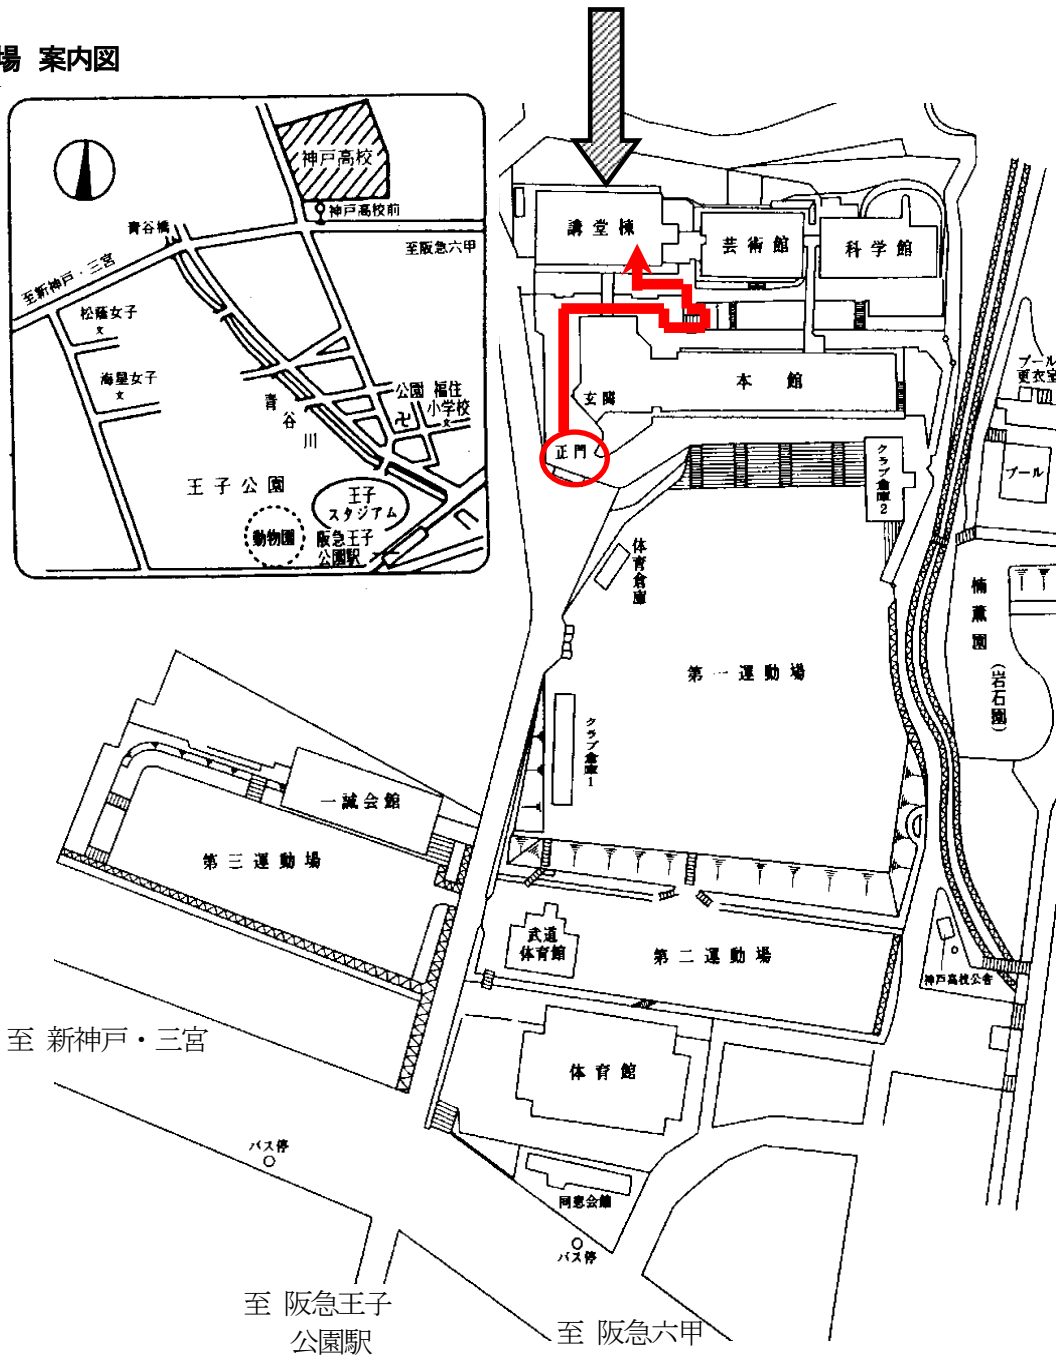 場 案内図
神戸高校
神戸高校前
青谷橋
至阪急六甲
至新神戸・三宮
松蔭女子
文
海星女子
文
青谷川
公園
福住
小学校
文
王子公園
王子
スタジアム
動物園
阪急王子
公園駅
講堂棟
芸術館
科学館
本館
玄関
正門
クラブ倉庫2
プール
更衣室
プール
体育倉庫
楠薫園
(岩石園)
第一運動場
クラブ倉庫1
一誠会館
第三運動場
武道
体育館
第二運動場
神戸高校公舎
至 新神戸・三宮
体育館
バス停
同窓会館
バス停
至 阪急王子
公園駅
至 阪急六甲